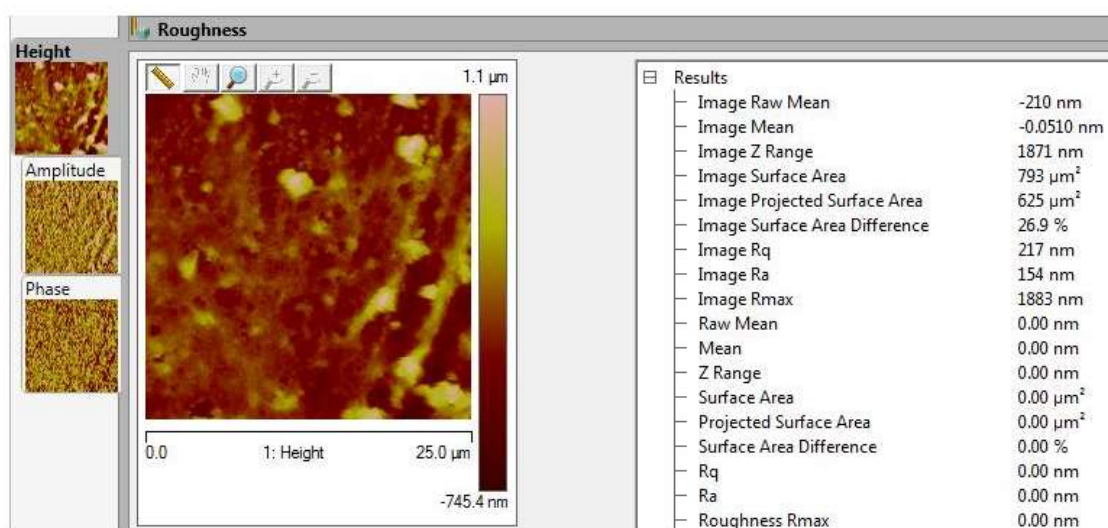 Roughness
Height
Amplitude
Phase
1.1 µm
0.0 1: Height 25.0 µm
-745.4 nm
Results
Image Raw Mean -210 nm
Image Mean -0.0510 nm
Image Z Range 1871 nm
Image Surface Area 793 µm²
Image Projected Surface Area 625 µm²
Image Surface Area Difference 26.9 %
Image Rq 217 nm
Image Ra 154 nm
Image Rmax 1883 nm
Raw Mean 0.00 nm
Mean 0.00 nm
Z Range 0.00 nm
Surface Area 0.00 µm²
Projected Surface Area 0.00 µm²
Surface Area Difference 0.00 %
Rq 0.00 nm
Ra 0.00 nm
Roughness Rmax 0.00 nm